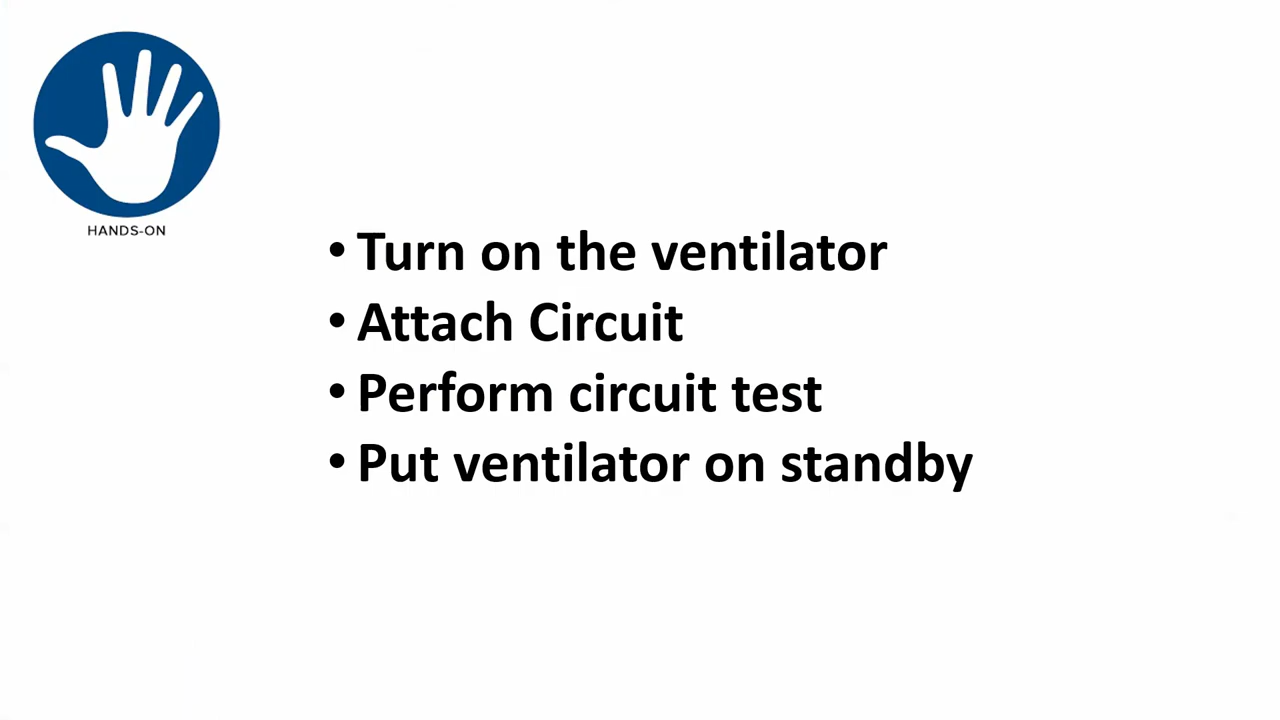 HANDS-ON
• Turn on the ventilator
• Attach Circuit
• Perform circuit test
• Put ventilator on standby